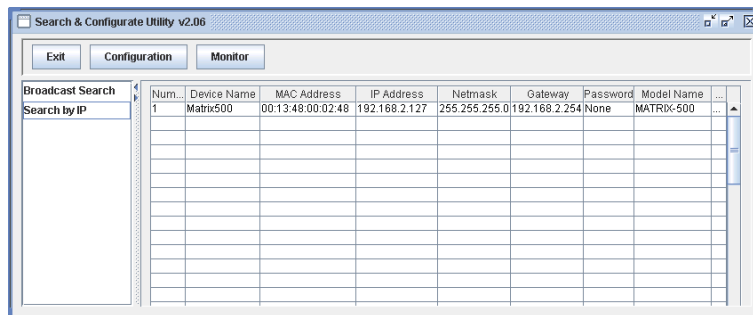 Search & Configurate Utility v2.06
Exit Configuration Monitor
Broadcast Search
Search by IP
Num... Device Name MAC Address IP Address Netmask Gateway Password Model Name ...
1 Matrix500 00:13:48:00:02:48 192.168.2.127 255.255.255.0 192.168.2.254 None MATRIX-500 ...